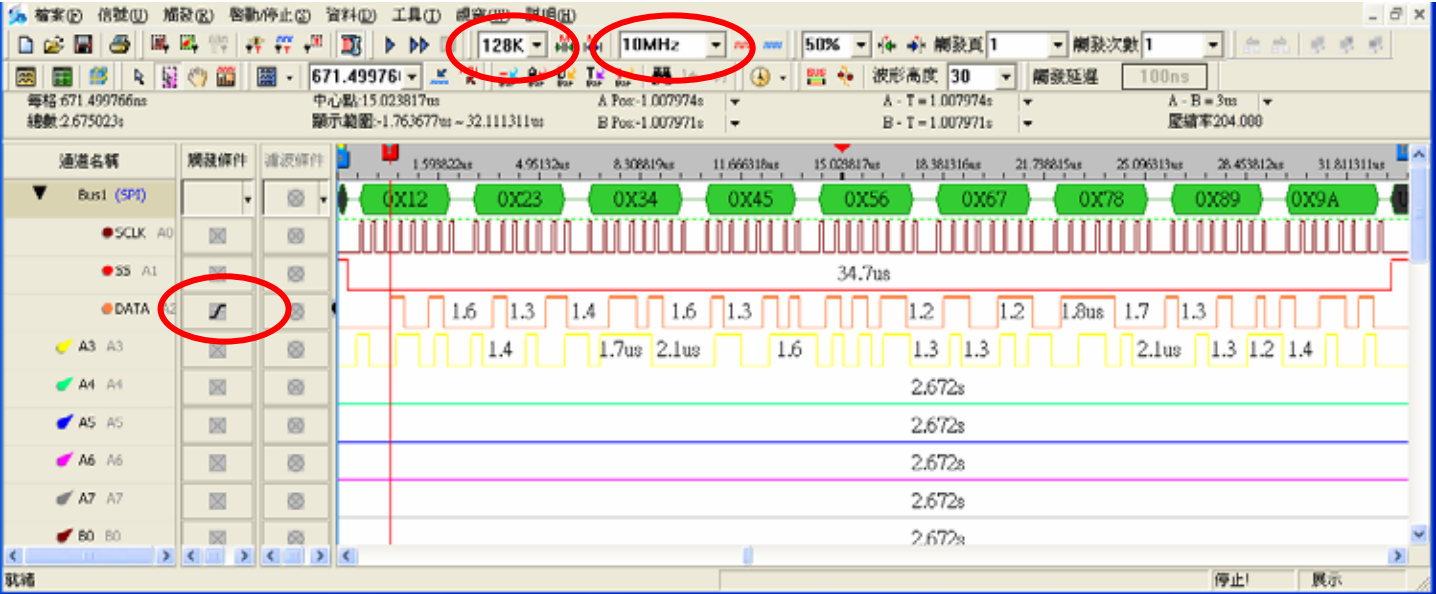 檔案(F) 信號(U) 觸發(R) 啓動/停止(S) 資料(D) 工具(T) 視窗(W) 說明(H)
128K 10MHz 50% 觸發頁 1 觸發次數 1
671.49976 波形高度 30 觸發延遲 100ns
每格:671.499766ns 中心點:15.023817us A Pos:-1.007974s A - T = 1.007974s A - B = 3us
總數:2.675023s 顯示範圍:-1.763677us ~ 32.111311us B Pos:-1.007971s B - T = 1.007971s 壓縮率204.000
通道名稱 觸發條件 濾波條件 1.593822us 4.95132us 8.308819us 11.666318us 15.023817us 18.381316us 21.738815us 25.096313us 28.453812us 31.811311us
Bus1 (SPI) 0X12 0X23 0X34 0X45 0X56 0X67 0X78 0X89 0X9A U
SCLK A0
SS A1 34.7us
DATA A2 1.6 1.3 1.4 1.6 1.3 1.2 1.2 1.8us 1.7 1.3
A3 A3 1.4 1.7us 2.1us 1.6 1.3 1.3 2.1us 1.3 1.2 1.4
A4 A4 2.672s
A5 A5 2.672s
A6 A6 2.672s
A7 A7 2.672s
B0 B0 2.672s
就緒 停止! 展示